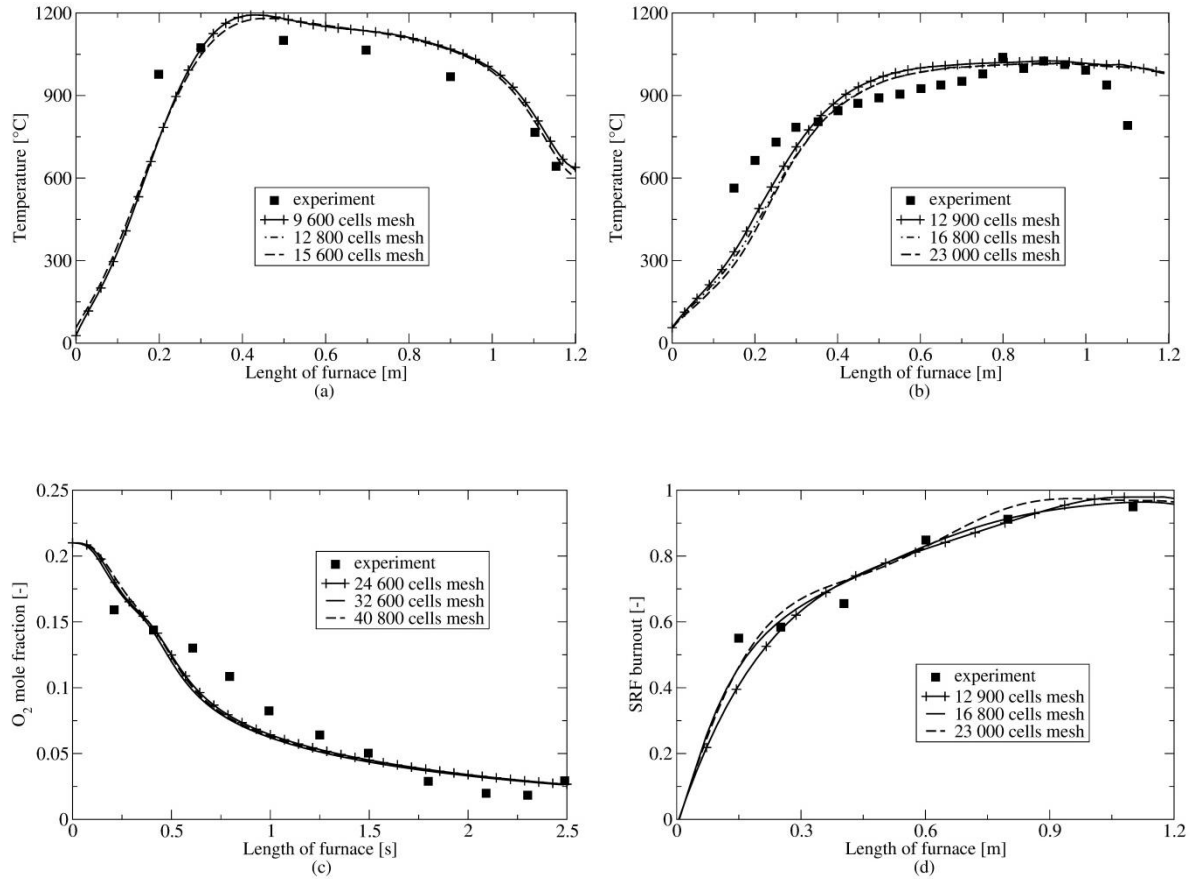 1200
900
600
300
0
Temperature [°C]
experiment
9 600 cells mesh
12 800 cells mesh
15 600 cells mesh
0 0.2 0.4 0.6 0.8 1 1.2
Lenght of furnace [m]
(a)
1200
900
600
300
0
Temperature [°C]
experiment
12 900 cells mesh
16 800 cells mesh
23 000 cells mesh
0 0.2 0.4 0.6 0.8 1 1.2
Length of furnace [m]
(b)
0.25
0.2
0.15
0.1
0.05
0
O2 mole fraction [-]
experiment
24 600 cells mesh
32 600 cells mesh
40 800 cells mesh
0 0.5 1 1.5 2 2.5
Length of furnace [s]
(c)
1
0.8
0.6
0.4
0.2
0
SRF burnout [-]
experiment
12 900 cells mesh
16 800 cells mesh
23 000 cells mesh
0 0.3 0.6 0.9 1.2
Length of furnace [m]
(d)